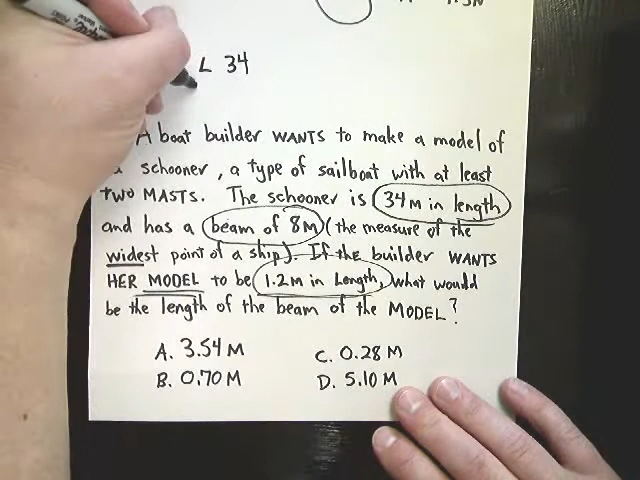 L 34
A boat builder WANTS to make a model of
schooner, a type of sailboat with at least
TWO MASTS. The schooner is 34M in length
and has a beam of 8M (the measure of the
widest point of a ship). If the builder WANTS
HER MODEL to be 1.2M in Length, what would
be the length of the beam of the MODEL?
A. 3.54 M
C. 0.28 M
B. 0.70 M
D. 5.10 M